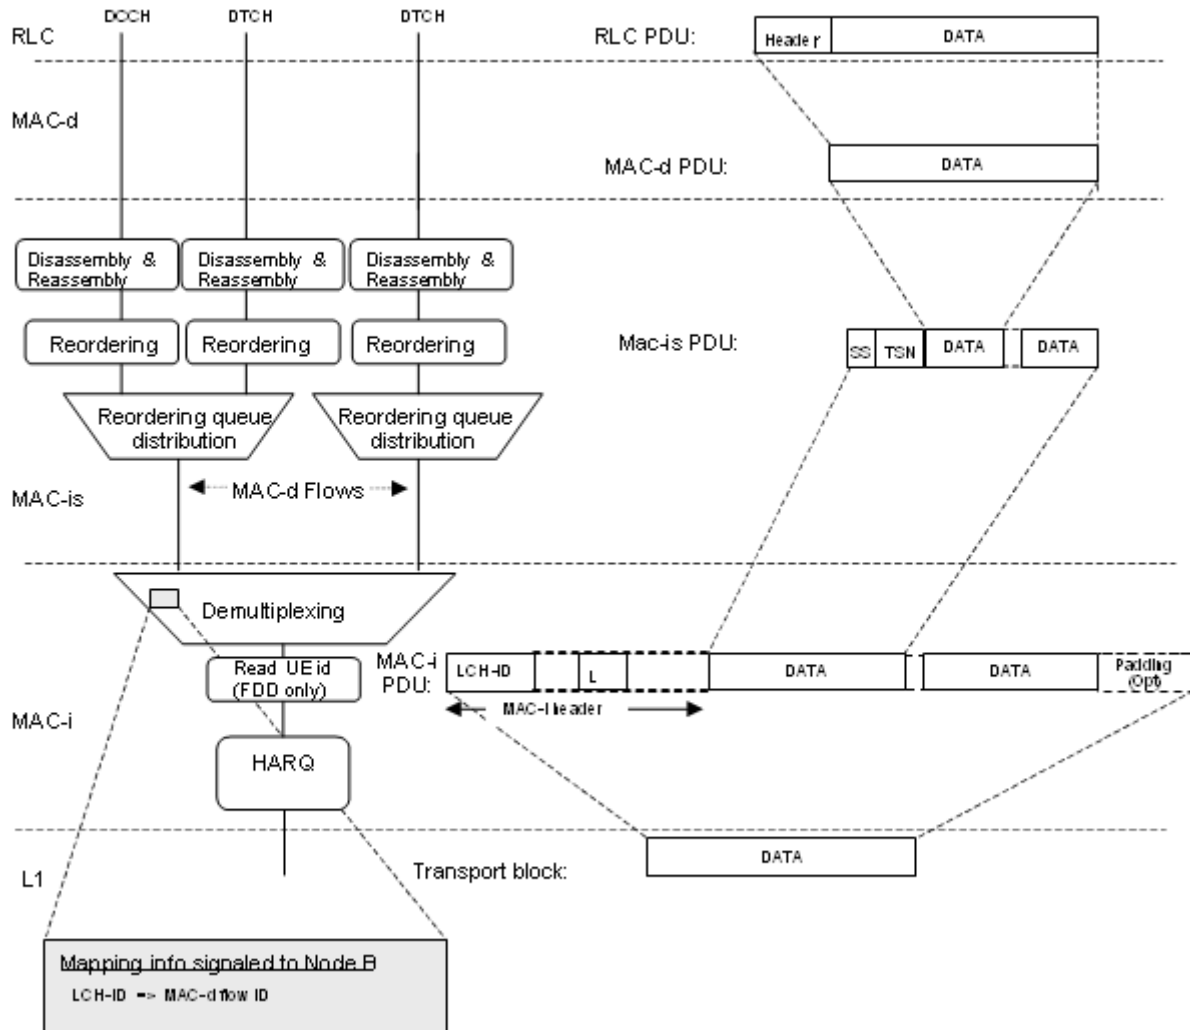 DCCH DTCH DTCH
RLC
RLC PDU: Header DATA
MAC-d
MAC-d PDU: DATA
Disassembly & Reassembly
Disassembly & Reassembly
Disassembly & Reassembly
Reordering Reordering Reordering
Mac-is PDU: SS TSN DATA DATA
Reordering queue distribution
Reordering queue distribution
MAC-d Flows
MAC-is
Demultiplexing
Read UE id
(FDD only)
MAC-i
PDU:
LCH-ID L DATA DATA Padding (Opt)
MAC-i header
MAC-i
HARQ
L1
Transport block: DATA
Mapping info signaled to Node B
LCH-ID => MAC-d flow ID